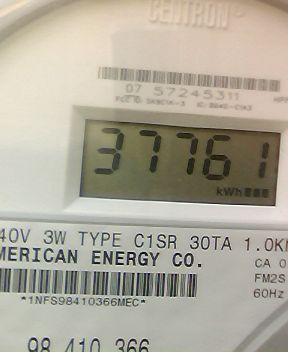 CENTRON®
07 57245311
37761
kWh
40V 3W TYPE C1SR 30TA 1.0K
MERICAN ENERGY CO.
CA 0
FM2S
60Hz
*1NFS98410366MEC*
98 410 366